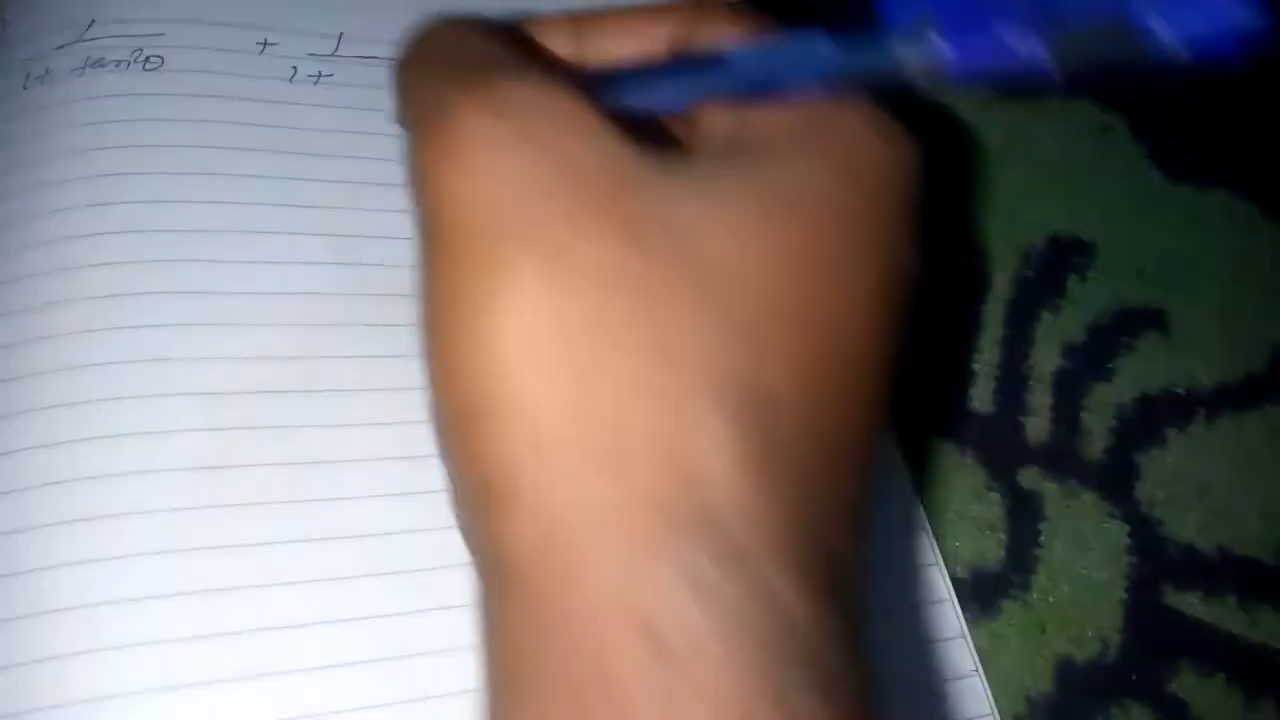 1/(1+ tan²θ) + 1/(1+